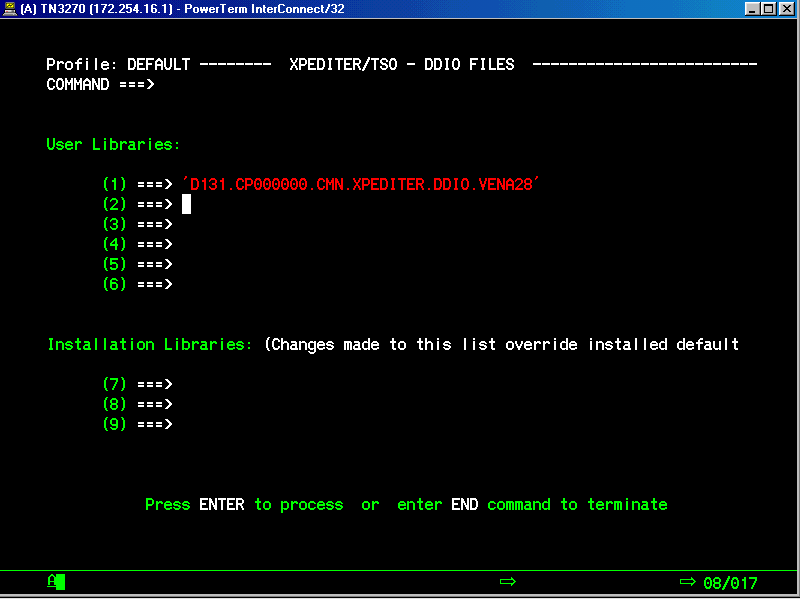 (A) TN3270 (172.254.16.1) - PowerTerm InterConnect/32
Profile: DEFAULT -------- XPEDITER/TSO - DDIO FILES -------------------------
COMMAND ===>
User Libraries:
(1) ===> 'D131.CP000000.CMN.XPEDITER.DDIO.VENA28'
(2) ===>
(3) ===>
(4) ===>
(5) ===>
(6) ===>
Installation Libraries: (Changes made to this list override installed default
(7) ===>
(8) ===>
(9) ===>
Press ENTER to process or enter END command to terminate
A ⇨ ⇨ 08/017